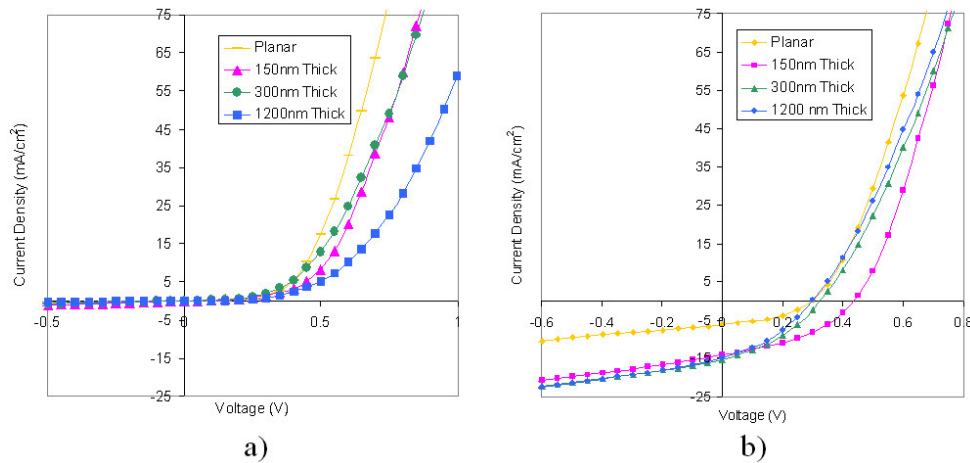 75
65
55
45
35
25
15
5
-5
-15
-25
-0.5
0
0.5
1
Current Density (mA/cm²)
Voltage (V)
Planar
150nm Thick
300nm Thick
1200nm Thick
a)
75
65
55
45
35
25
15
5
-5
-15
-25
-0.6
-0.4
-0.2
0
0.2
0.4
0.6
0.8
Current Density (mA/cm²)
Voltage (V)
Planar
150nm Thick
300nm Thick
1200 nm Thick
b)